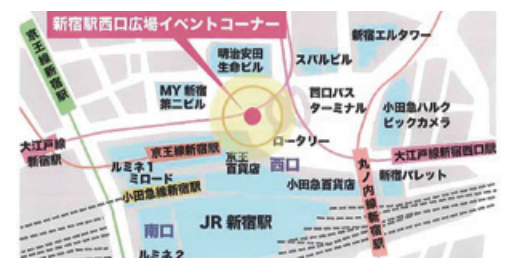 新宿駅西口広場イベントコーナー
京王線新宿駅
明治安田
生命ビル
スバルビル
新宿エルタワー
MY新宿
第二ビル
西口バス
ターミナル
小田急ハルク
ビックカメラ
大江戸線
新宿駅
京王線新宿駅
ロータリー
大江戸線新宿西口駅
ルミネ1
ミロード
京王
百貨店
西口
丸ノ内線新宿駅
小田急線新宿駅
小田急百貨店
新宿パレット
南口
JR新宿駅
ルミネ2